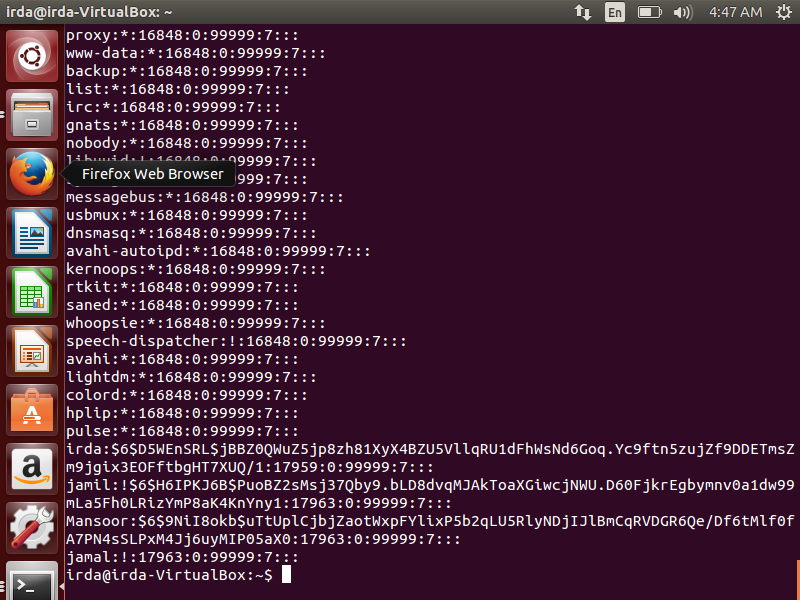 irda@irda-VirtualBox: ~
En
4:47 AM
proxy:*:16848:0:99999:7:::
www-data:*:16848:0:99999:7:::
backup:*:16848:0:99999:7:::
list:*:16848:0:99999:7:::
irc:*:16848:0:99999:7:::
gnats:*:16848:0:99999:7:::
nobody:*:16848:0:99999:7:::
libuuid:!:16848:0:99999:7:::
Firefox Web Browser
:0:99999:7:::
messagebus:*:16848:0:99999:7:::
usbmux:*:16848:0:99999:7:::
dnsmasq:*:16848:0:99999:7:::
avahi-autoipd:*:16848:0:99999:7:::
kernoops:*:16848:0:99999:7:::
rtkit:*:16848:0:99999:7:::
saned:*:16848:0:99999:7:::
whoopsie:*:16848:0:99999:7:::
speech-dispatcher:!:16848:0:99999:7:::
avahi:*:16848:0:99999:7:::
lightdm:*:16848:0:99999:7:::
colord:*:16848:0:99999:7:::
hplip:*:16848:0:99999:7:::
pulse:*:16848:0:99999:7:::
irda:$6$D5WEnSRL$jBBZ0QWuZ5jp8zh81XyX4BZU5VllqRU1dFhWsNd6Goq.Yc9ftn5zujZf9DDETmsZ
m9jgix3EOFftbgHT7XUQ/1:17959:0:99999:7:::
jamil:!$6$H6IPKJ6B$PuoBZ2sMsj37Qby9.bLD8dvqMJAkToaXGiwcjNWU.D60FjkrEgbymnv0a1dw99
mLa5Fh0LRizYmP8aK4KnYny1:17963:0:99999:7:::
Mansoor:$6$9NiI8okb$uTtUplCjbjZaotWxpFYlixP5b2qLU5RlyNDjIJlBmCqRVDGR6Qe/Df6tMlf0f
A7PN4sSLPxM4Jj6uyMIP05aX0:17963:0:99999:7:::
jamal:!:17963:0:99999:7:::
irda@irda-VirtualBox:~$